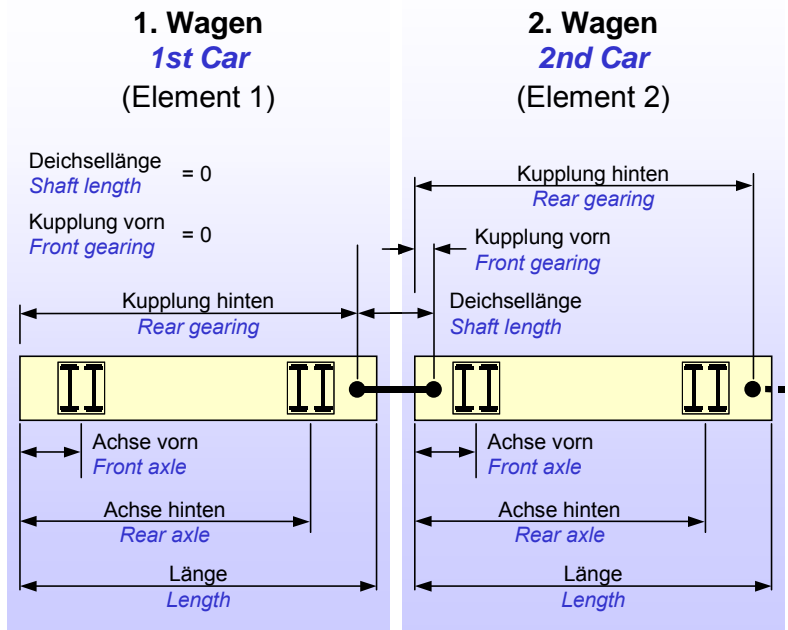 1. Wagen
1st Car
(Element 1)
Deichsellänge
Shaft length
= 0
Kupplung vorn
Front gearing
= 0
Kupplung hinten
Rear gearing
Achse vorn
Front axle
Achse hinten
Rear axle
Länge
Length
2. Wagen
2nd Car
(Element 2)
Kupplung hinten
Rear gearing
Kupplung vorn
Front gearing
Deichsellänge
Shaft length
Achse vorn
Front axle
Achse hinten
Rear axle
Länge
Length